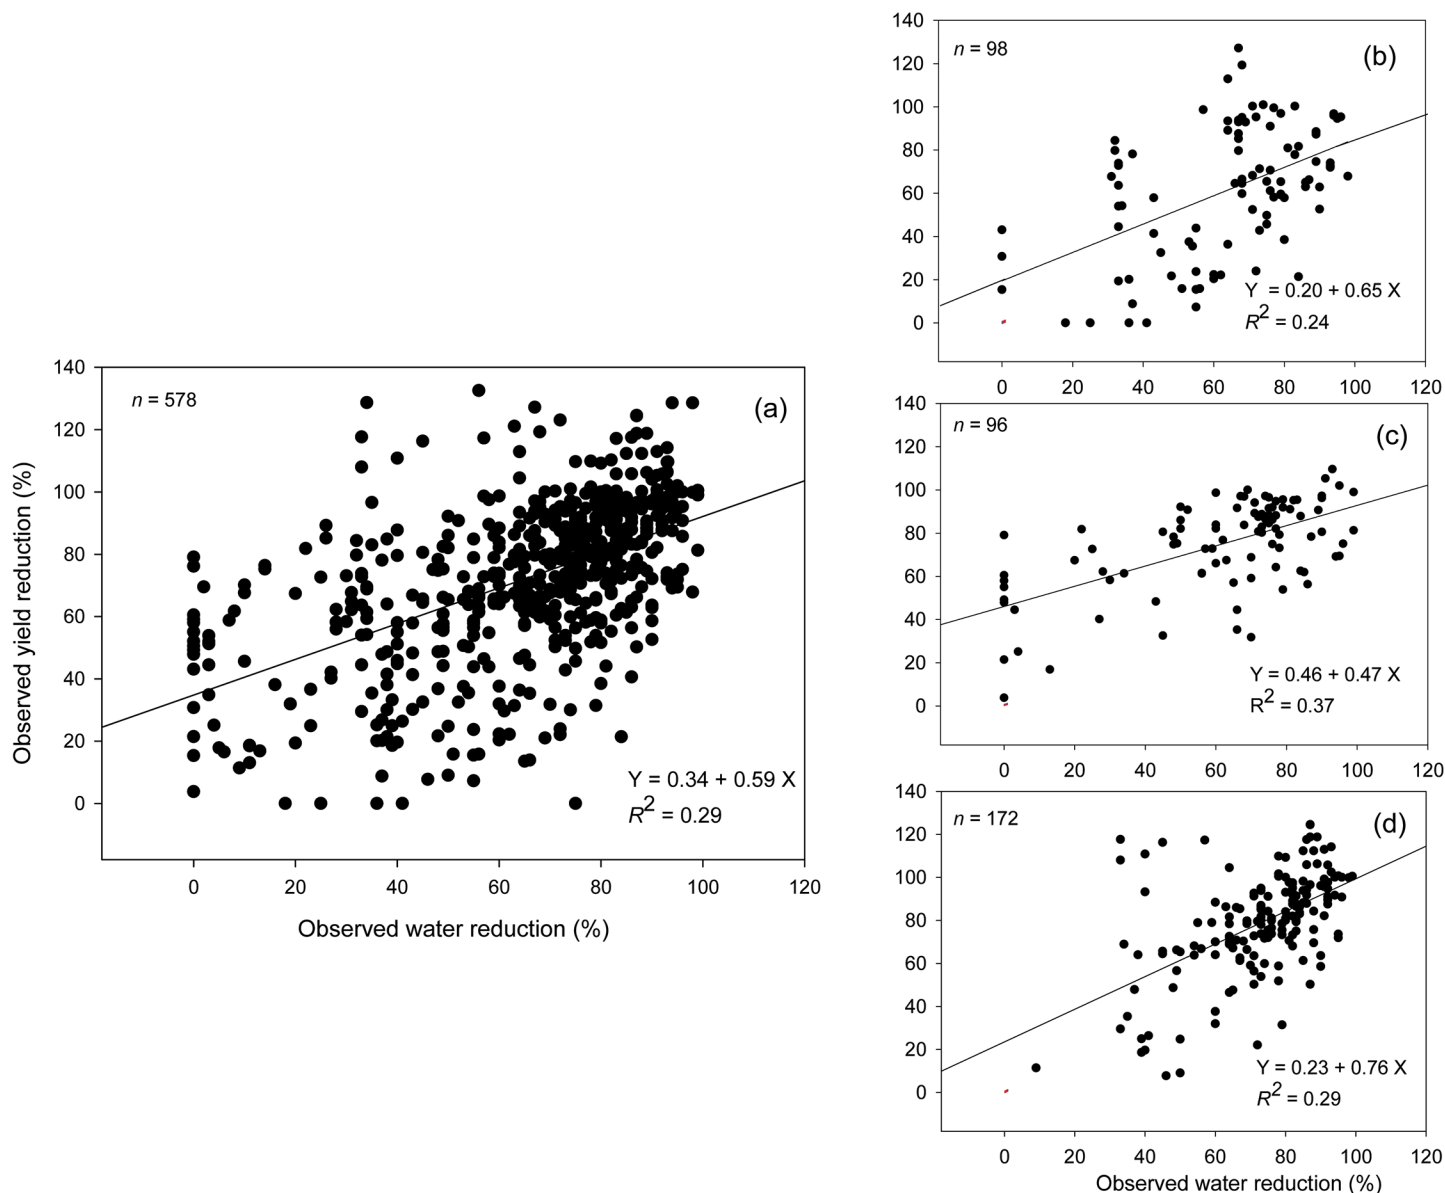 140
120
100
80
60
40
20
0
n = 98
(b)
Y = 0.20 + 0.65 X
R² = 0.24
0 20 40 60 80 100 120
140
120
100
80
60
40
20
0
n = 578
(a)
Y = 0.34 + 0.59 X
R² = 0.29
0 20 40 60 80 100 120
Observed yield reduction (%)
Observed water reduction (%)
140
120
100
80
60
40
20
0
n = 96
(c)
Y = 0.46 + 0.47 X
R² = 0.37
0 20 40 60 80 100 120
140
120
100
80
60
40
20
0
n = 172
(d)
Y = 0.23 + 0.76 X
R² = 0.29
0 20 40 60 80 100 120
Observed water reduction (%)